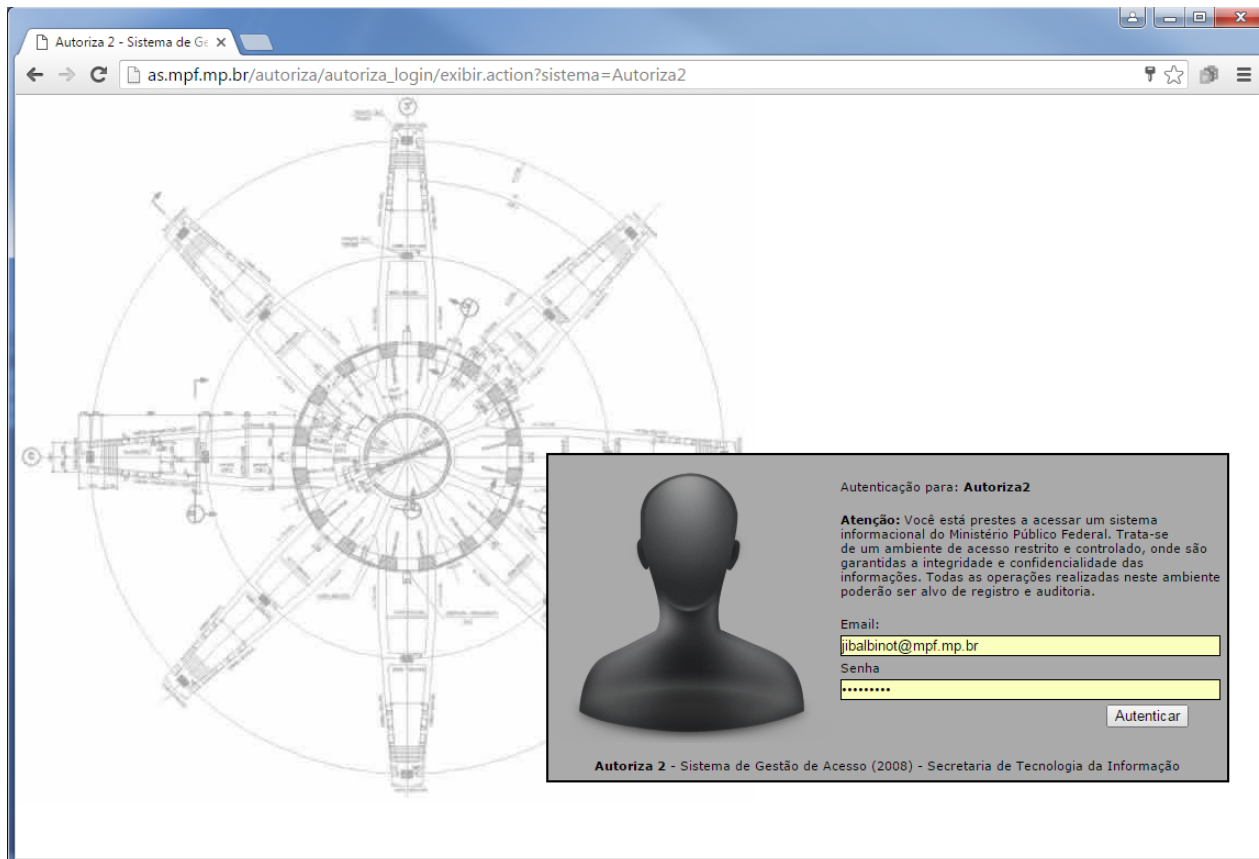 Autoriza 2 - Sistema de Ge
as.mpf.mp.br/autoriza/autoriza_login/exibir.action?sistema=Autoriza2
Autenticação para: Autoriza2
Atenção: Você está prestes a acessar um sistema
informacional do Ministério Público Federal. Trata-se
de um ambiente de acesso restrito e controlado, onde são
garantidas a integridade e confidencialidade das
informações. Todas as operações realizadas neste ambiente
poderão ser alvo de registro e auditoria.
Email:
jibalbinot@mpf.mp.br
Senha
•••••••••
Autenticar
Autoriza 2 - Sistema de Gestão de Acesso (2008) - Secretaria de Tecnologia da Informação